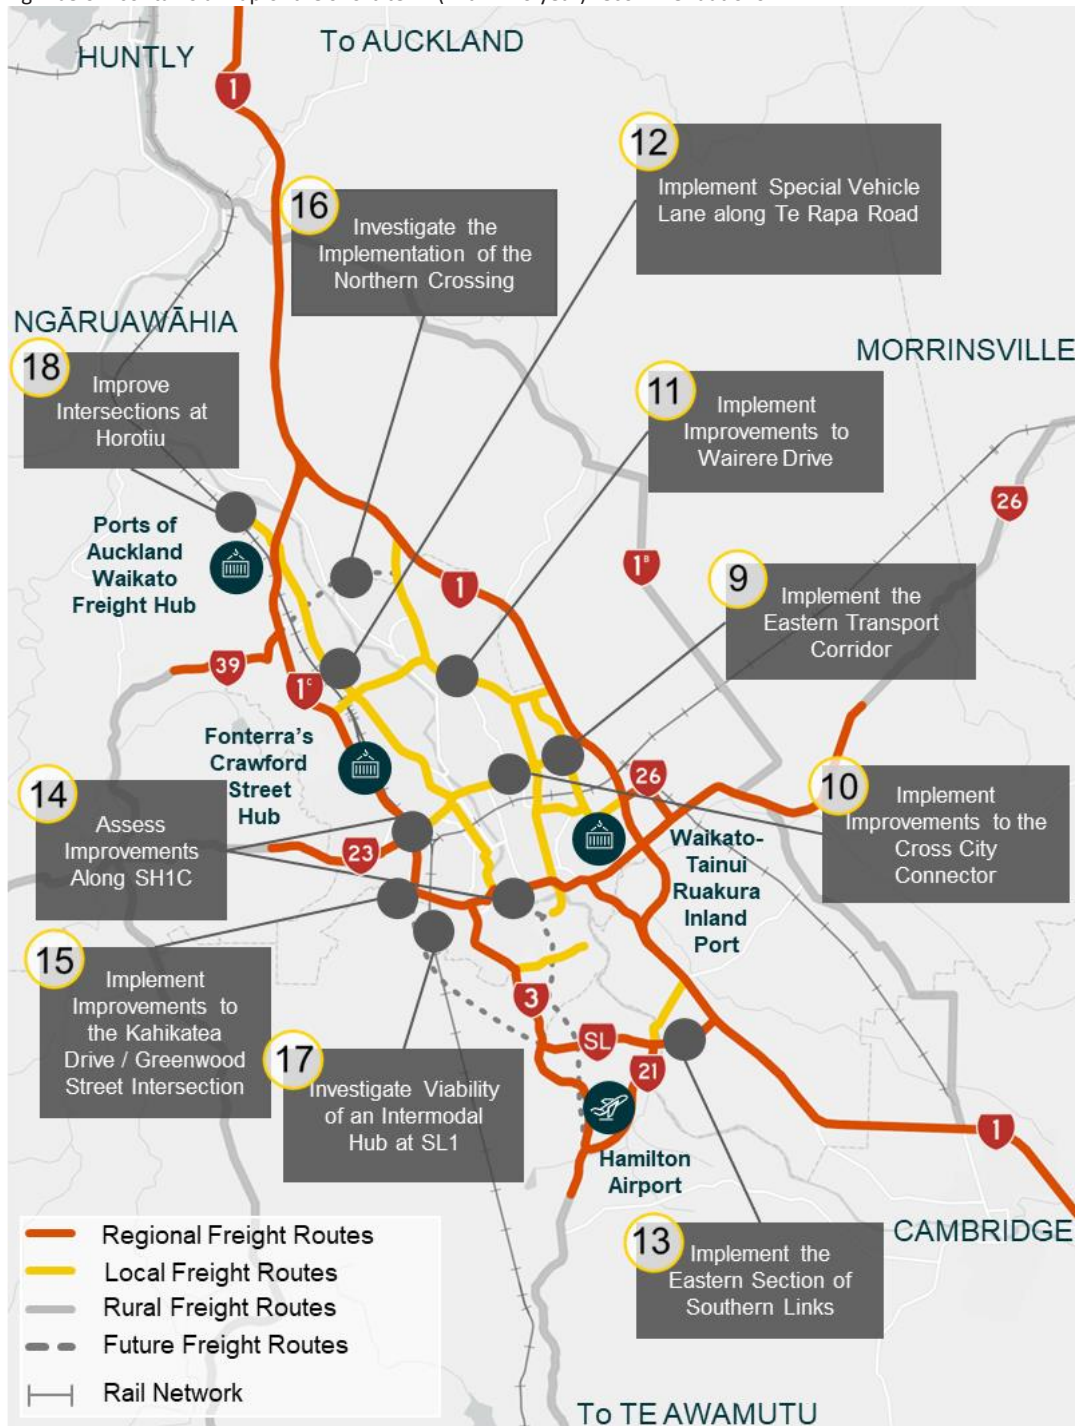 HUNTLY
To AUCKLAND
1
12
Implement Special Vehicle
Lane along Te Rapa Road
16
Investigate the
Implementation of the
Northern Crossing
NGĀRUAWĀHIA
MORRINSVILLE
18
Improve
Intersections at
Horotiu
11
Implement
Improvements to
Wairere Drive
26
Ports of
Auckland
Waikato
Freight Hub
1
1B
9
Implement the
Eastern Transport
Corridor
39
1C
Fonterra's
Crawford
Street
Hub
14
Assess
Improvements
Along SH1C
23
26
Waikato-
Tainui
Ruakura
Inland
Port
10
Implement
Improvements to the
Cross City
Connector
15
Implement
Improvements to
the Kahikatea
Drive / Greenwood
Street Intersection
3
SL
21
17
Investigate Viability
of an Intermodal
Hub at SL1
Hamilton
Airport
1
CAMBRIDGE
13
Implement the
Eastern Section of
Southern Links
Regional Freight Routes
Local Freight Routes
Rural Freight Routes
Future Freight Routes
Rail Network
To TE AWAMUTU